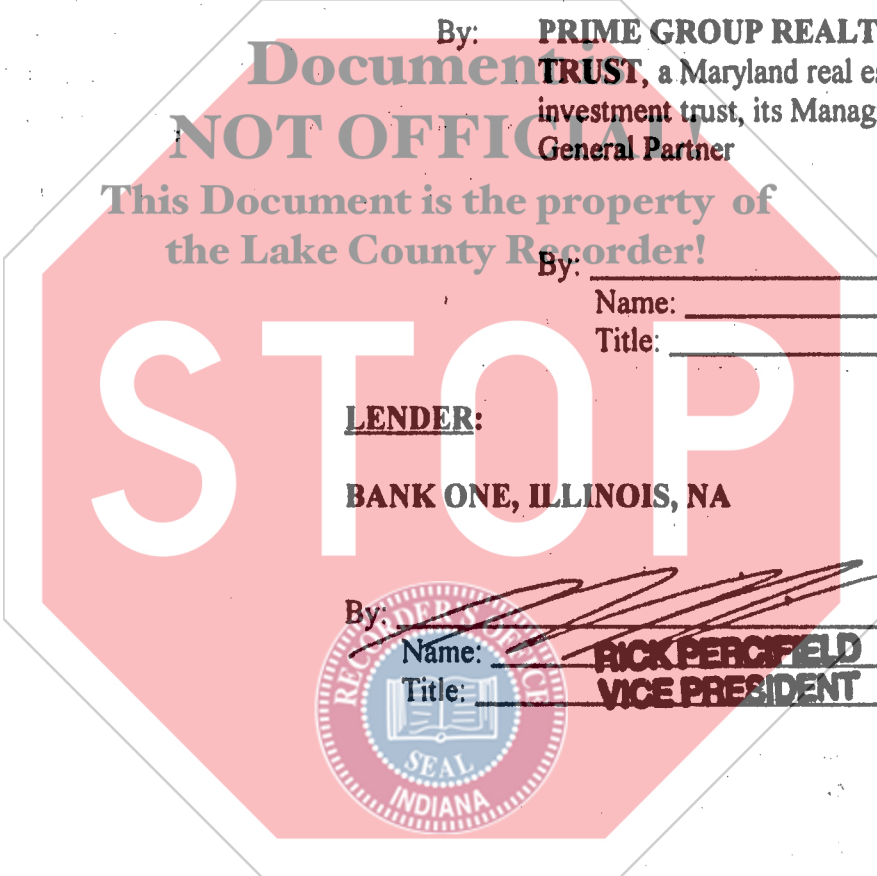 By: PRIME GROUP REALT
TRUST, a Maryland real es
investment trust, its Manag
General Partner
Document is
NOT OFFICIAL!
This Document is the property of
the Lake County Recorder!
By:
Name:
Title:
STOP
LENDER:
BANK ONE, ILLINOIS, NA
By:
Name: RICK PERCIFIELD
Title: VICE PRESIDENT
RECORDER'S OFFICE
SEAL
INDIANA